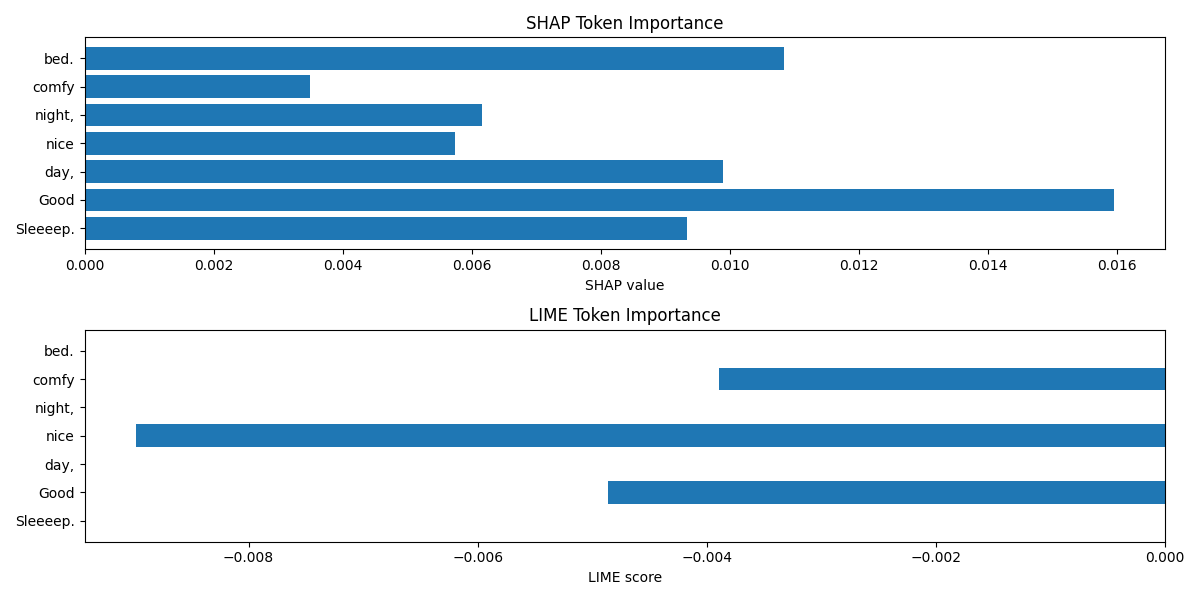 SHAP Token Importance
bed.
comfy
night,
nice
day,
Good
Sleeeep.
0.000 0.002 0.004 0.006 0.008 0.010 0.012 0.014 0.016
SHAP value
LIME Token Importance
bed.
comfy
night,
nice
day,
Good
Sleeeep.
−0.008 −0.006 −0.004 −0.002 0.000
LIME score